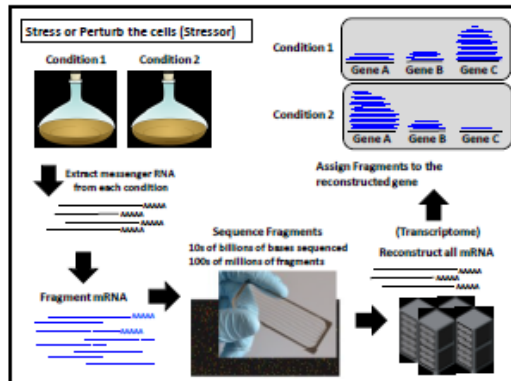 Stress or Perturb the cells (Stressor)
Condition 1
Condition 2
Extract messenger RNA
from each condition
AAAAA
AAAAA
AAAAA
AAAAA
Fragment mRNA
AAAAA
AAAAA
Sequence Fragments
10s of billions of bases sequenced
100s of millions of fragments
(Transcriptome)
Reconstruct all mRNA
AAAAA
AAAAA
AAAAA
Assign Fragments to the
reconstructed gene
Condition 1
Gene A
Gene B
Gene C
Condition 2
Gene A
Gene B
Gene C